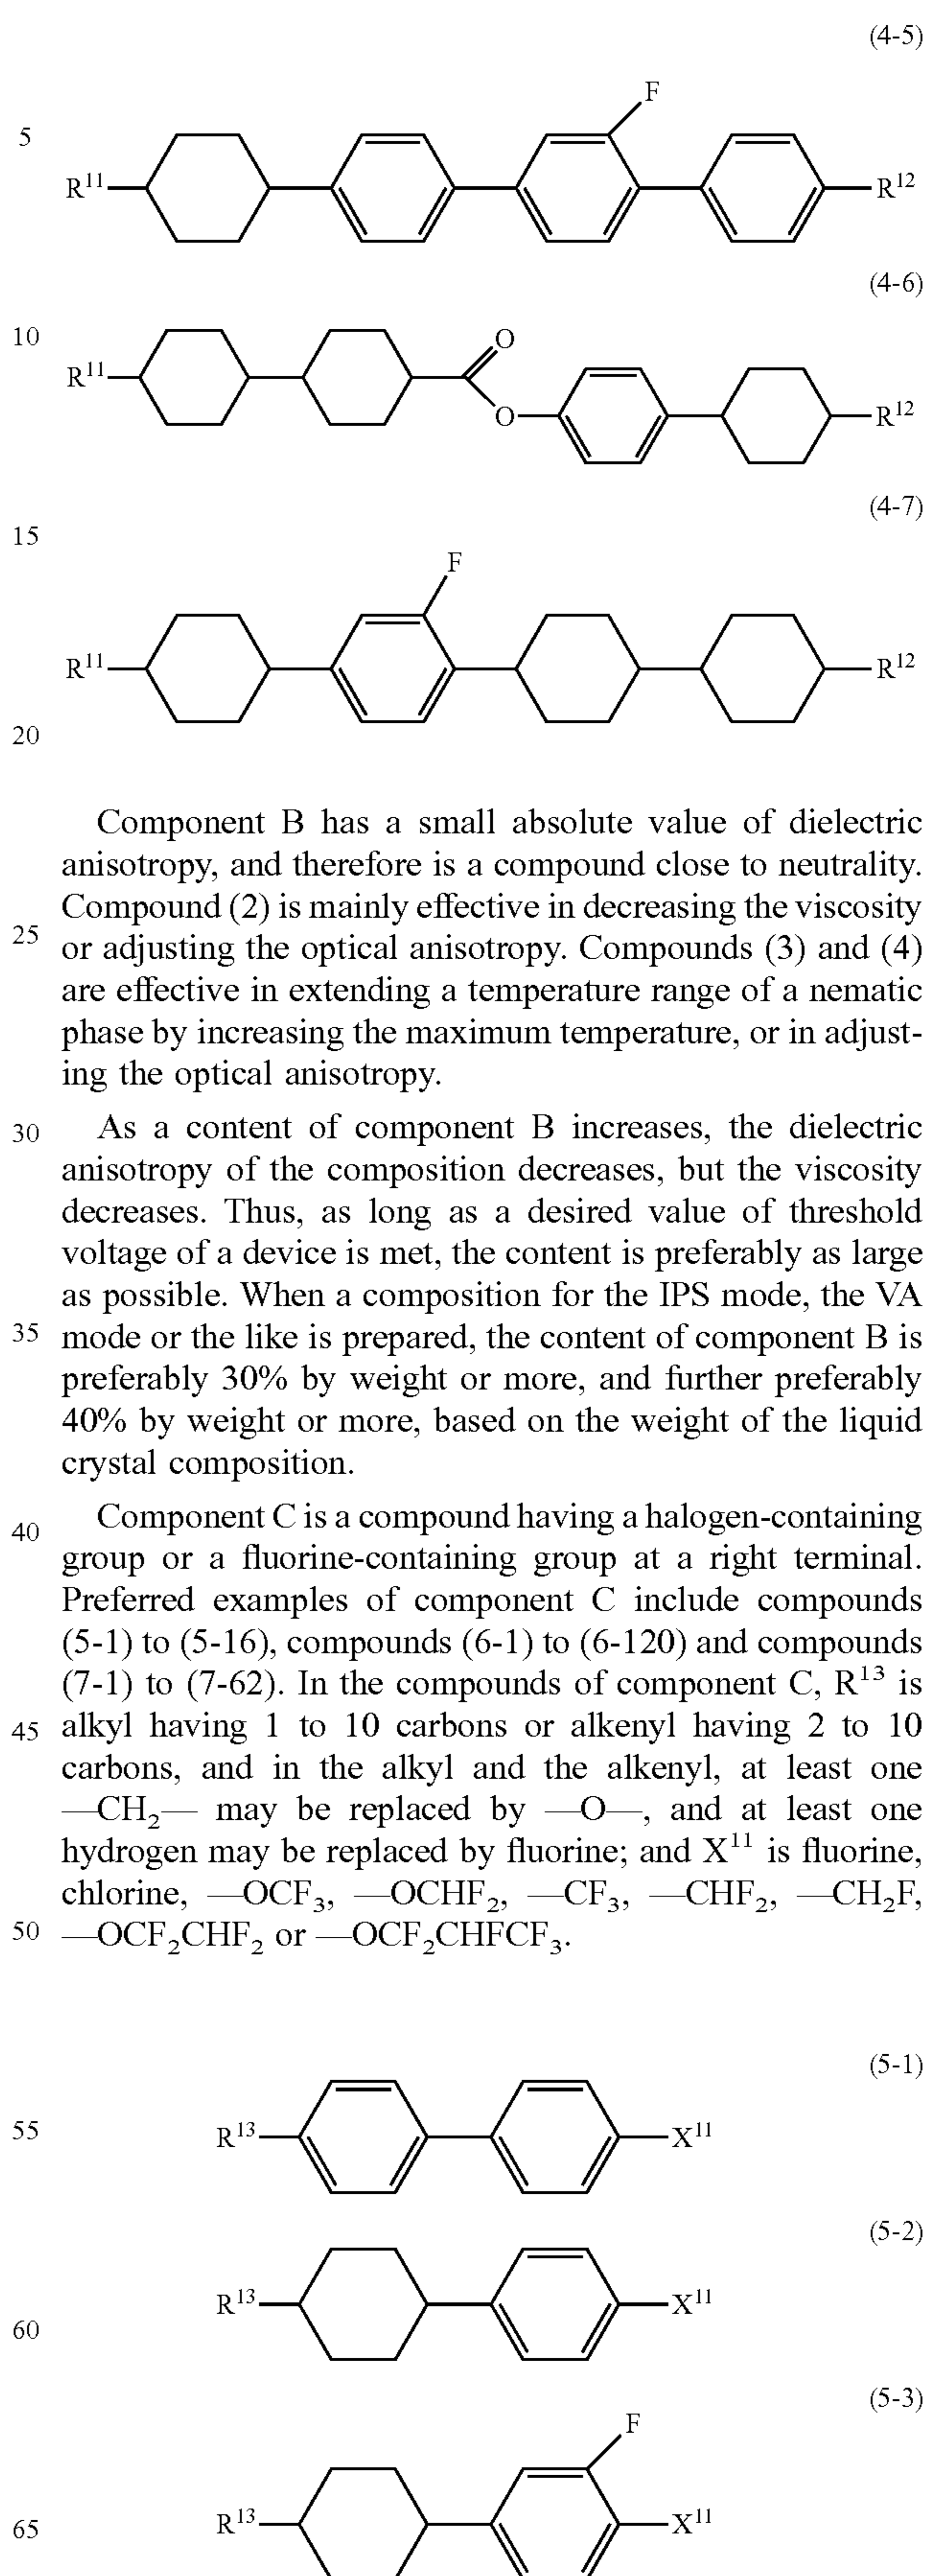 (4-5)
F
5
R¹¹ R¹²
(4-6)
10
O
R¹¹
O R¹²
(4-7)
15
F
R¹¹ R¹²
20
Component B has a small absolute value of dielectric
anisotropy, and therefore is a compound close to neutrality.
Compound (2) is mainly effective in decreasing the viscosity
25
or adjusting the optical anisotropy. Compounds (3) and (4)
are effective in extending a temperature range of a nematic
phase by increasing the maximum temperature, or in adjust-
ing the optical anisotropy.
30 As a content of component B increases, the dielectric
anisotropy of the composition decreases, but the viscosity
decreases. Thus, as long as a desired value of threshold
voltage of a device is met, the content is preferably as large
as possible. When a composition for the IPS mode, the VA
35 mode or the like is prepared, the content of component B is
preferably 30% by weight or more, and further preferably
40% by weight or more, based on the weight of the liquid
crystal composition.
40 Component C is a compound having a halogen-containing
group or a fluorine-containing group at a right terminal.
Preferred examples of component C include compounds
(5-1) to (5-16), compounds (6-1) to (6-120) and compounds
(7-1) to (7-62). In the compounds of component C, R¹³ is
45 alkyl having 1 to 10 carbons or alkenyl having 2 to 10
carbons, and in the alkyl and the alkenyl, at least one
—CH₂— may be replaced by —O—, and at least one
hydrogen may be replaced by fluorine; and X¹¹ is fluorine,
chlorine, —OCF₃, —OCHF₂, —CF₃, —CHF₂, —CH₂F,
50 —OCF₂CHF₂ or —OCF₂CHFCF₃.
(5-1)
55
R¹³ X¹¹
(5-2)
R¹³ X¹¹
60
(5-3)
F
65 R¹³ X¹¹